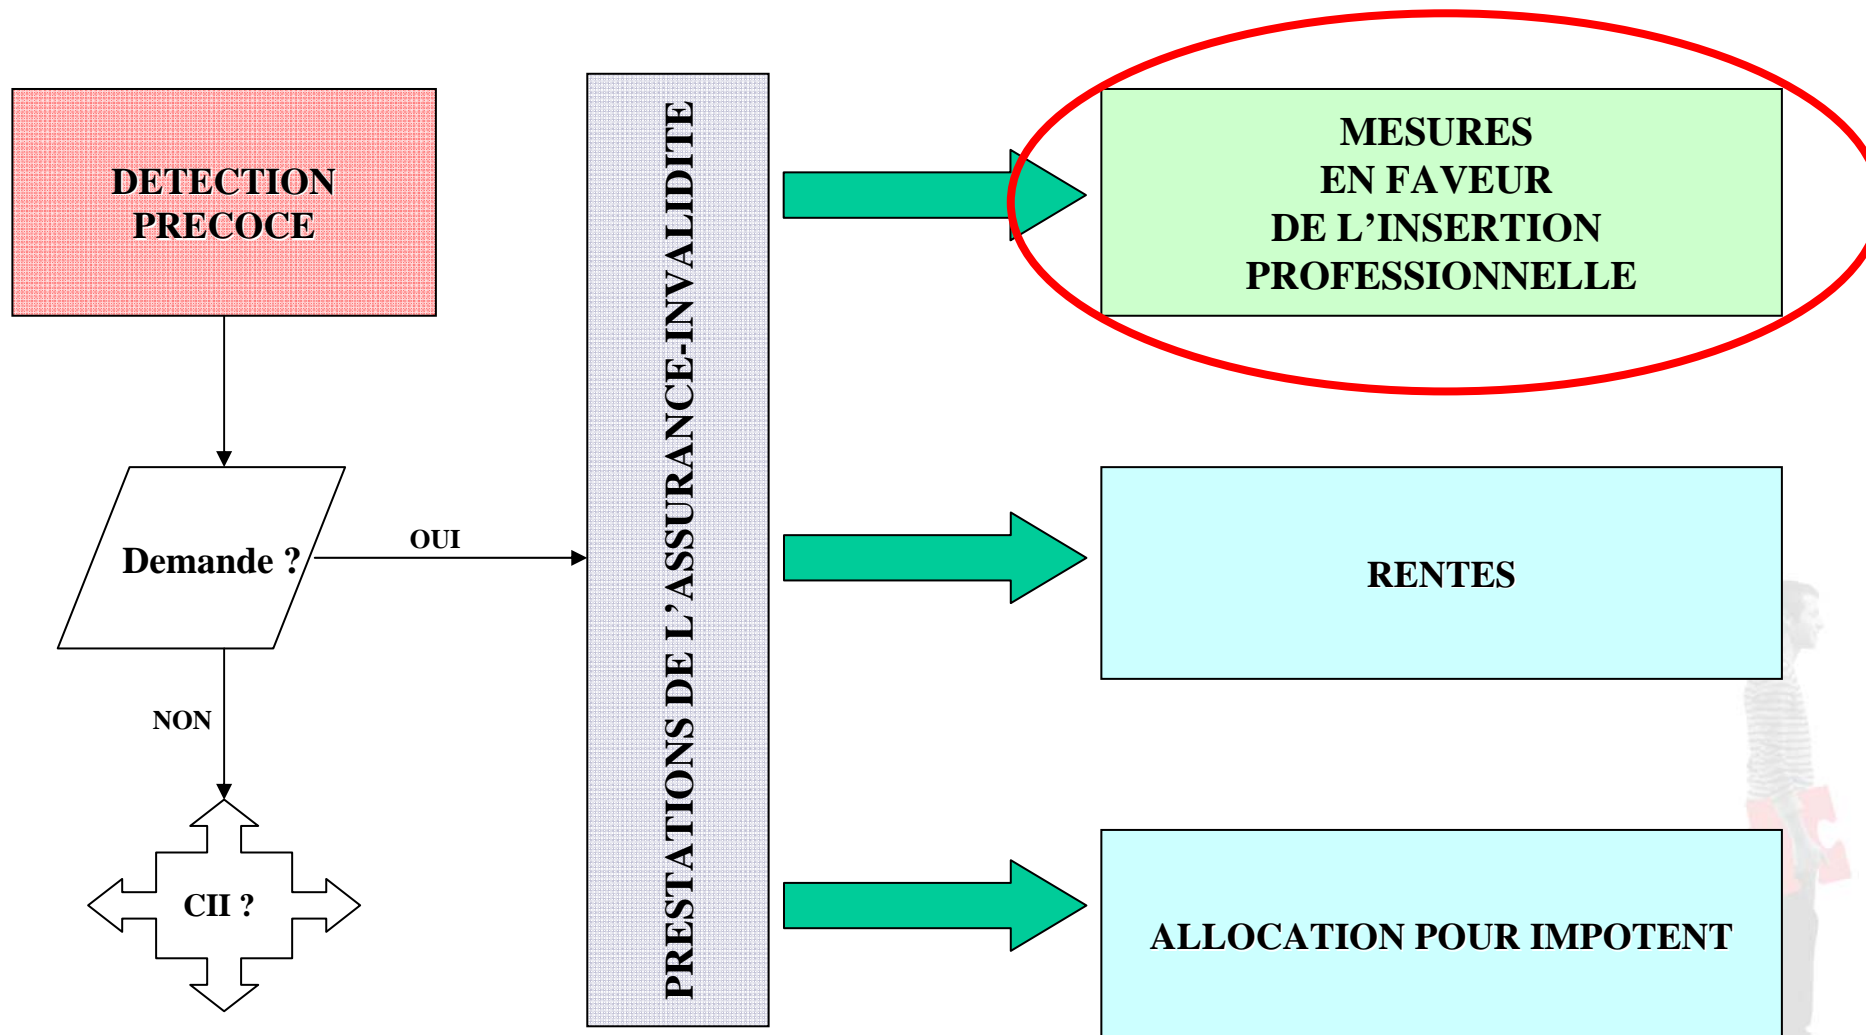 DETECTION
PRECOCE
Demande ?
OUI
NON
CII ?
PRESTATIONS DE L'ASSURANCE-INVALIDITE
MESURES
EN FAVEUR
DE L'INSERTION
PROFESSIONNELLE
RENTES
ALLOCATION POUR IMPOTENT